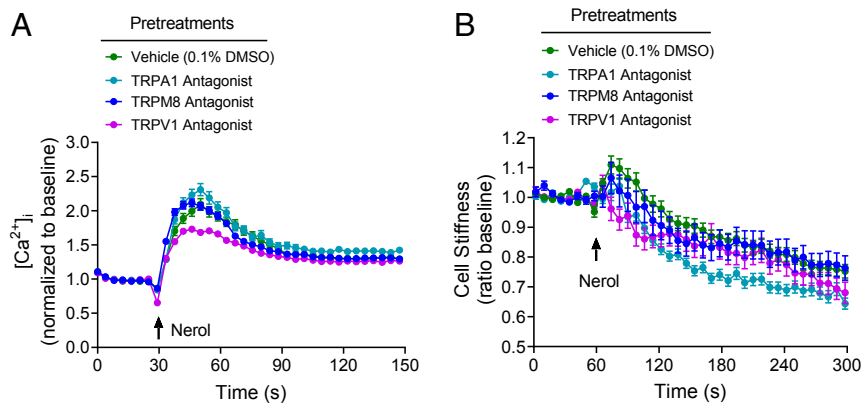 A
Pretreatments
Vehicle (0.1% DMSO)
TRPA1 Antagonist
TRPM8 Antagonist
TRPV1 Antagonist
[Ca²⁺]ᵢ
(normalized to baseline)
3.0
2.5
2.0
1.5
1.0
0.5
0.0
Nerol
0
30
60
90
120
150
Time (s)
B
Pretreatments
Vehicle (0.1% DMSO)
TRPA1 Antagonist
TRPM8 Antagonist
TRPV1 Antagonist
Cell Stiffness
(ratio baseline)
1.2
1.1
1.0
0.9
0.8
0.7
0.6
0.5
Nerol
0
60
120
180
240
300
Time (s)